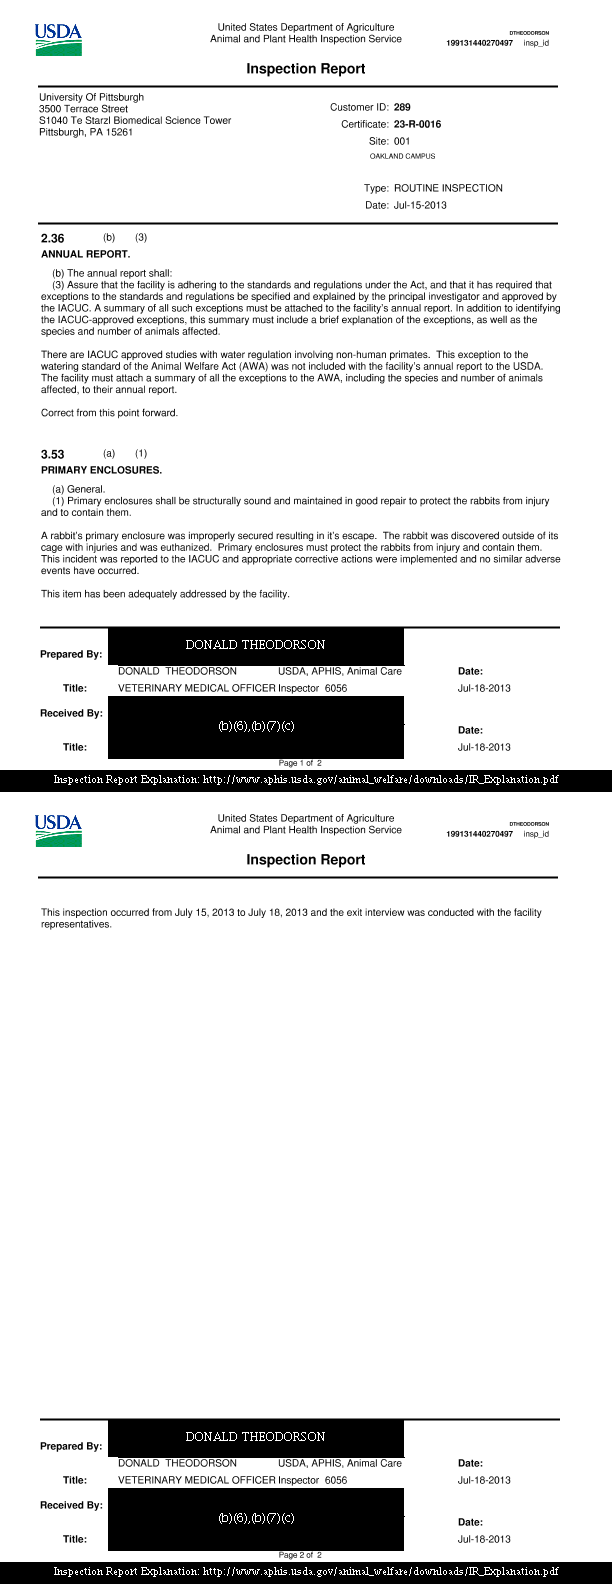 USDA
United States Department of Agriculture
Animal and Plant Health Inspection Service
DTHEODORSON
199131440270497 insp_id
Inspection Report
University Of Pittsburgh
3500 Terrace Street
S1040 Te Starzl Biomedical Science Tower
Pittsburgh, PA 15261
Customer ID: 289
Certificate: 23-R-0016
Site: 001
OAKLAND CAMPUS
Type: ROUTINE INSPECTION
Date: Jul-15-2013
2.36 (b) (3)
ANNUAL REPORT.
(b) The annual report shall:
(3) Assure that the facility is adhering to the standards and regulations under the Act, and that it has required that
exceptions to the standards and regulations be specified and explained by the principal investigator and approved by
the IACUC. A summary of all such exceptions must be attached to the facility's annual report. In addition to identifying
the IACUC-approved exceptions, this summary must include a brief explanation of the exceptions, as well as the
species and number of animals affected.
There are IACUC approved studies with water regulation involving non-human primates. This exception to the
watering standard of the Animal Welfare Act (AWA) was not included with the facility's annual report to the USDA.
The facility must attach a summary of all the exceptions to the AWA, including the species and number of animals
affected, to their annual report.
Correct from this point forward.
3.53 (a) (1)
PRIMARY ENCLOSURES.
(a) General.
(1) Primary enclosures shall be structurally sound and maintained in good repair to protect the rabbits from injury
and to contain them.
A rabbit's primary enclosure was improperly secured resulting in it's escape. The rabbit was discovered outside of its
cage with injuries and was euthanized. Primary enclosures must protect the rabbits from injury and contain them.
This incident was reported to the IACUC and appropriate corrective actions were implemented and no similar adverse
events have occurred.
This item has been adequately addressed by the facility.
Prepared By: DONALD THEODORSON
DONALD THEODORSON USDA, APHIS, Animal Care Date:
Title: VETERINARY MEDICAL OFFICER Inspector 6056 Jul-18-2013
Received By: (b)(6),(b)(7)(c)
Date:
Title: Jul-18-2013
Page 1 of 2
Inspection Report Explanation: http://www.aphis.usda.gov/animal_welfare/downloads/IR_Explanation.pdf
USDA
United States Department of Agriculture
Animal and Plant Health Inspection Service
DTHEODORSON
199131440270497 insp_id
Inspection Report
This inspection occurred from July 15, 2013 to July 18, 2013 and the exit interview was conducted with the facility
representatives.
Prepared By: DONALD THEODORSON
DONALD THEODORSON USDA, APHIS, Animal Care Date:
Title: VETERINARY MEDICAL OFFICER Inspector 6056 Jul-18-2013
Received By: (b)(6),(b)(7)(c)
Date:
Title: Jul-18-2013
Page 2 of 2
Inspection Report Explanation: http://www.aphis.usda.gov/animal_welfare/downloads/IR_Explanation.pdf